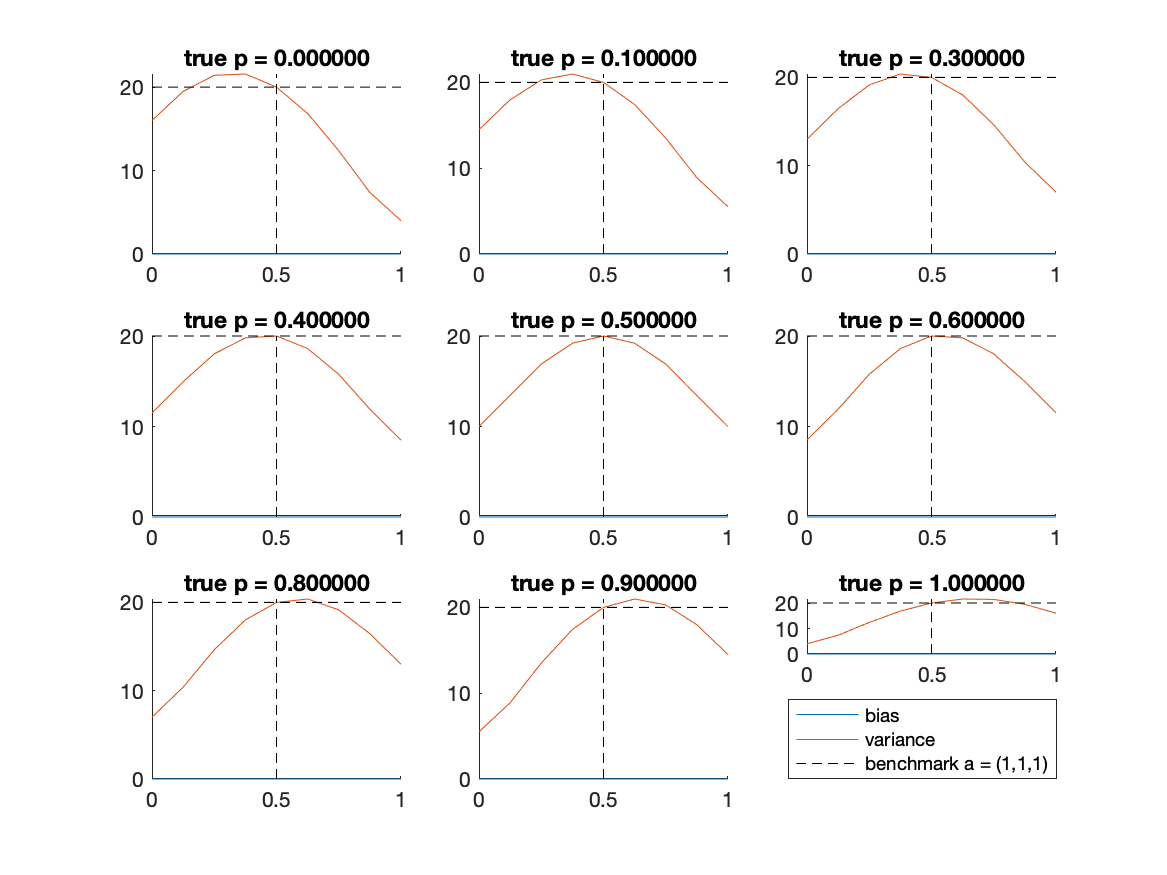 true p = 0.000000
20
10
0
0 0.5 1
true p = 0.100000
20
10
0
0 0.5 1
true p = 0.300000
20
10
0
0 0.5 1
true p = 0.400000
20
10
0
0 0.5 1
true p = 0.500000
20
10
0
0 0.5 1
true p = 0.600000
20
10
0
0 0.5 1
true p = 0.800000
20
10
0
0 0.5 1
true p = 0.900000
20
10
0
0 0.5 1
true p = 1.000000
20
10
0
0 0.5 1
bias
variance
benchmark a = (1,1,1)